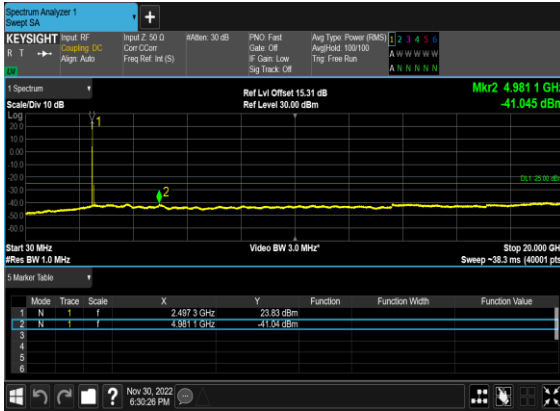 Spectrum Analyzer 1
Swept SA
+
KEYSIGHT Input: RF Input Z: 50 Ω #Atten: 30 dB PNO: Fast Avg Type: Power (RMS) 1 2 3 4 5 6
R T Coupling: DC Corr CCorr Gate: Off Avg|Hold: 100/100 A W W W W W
Align: Auto Freq Ref: Int (S) IF Gain: Low Trig: Free Run
Sig Track: Off A N N N N N
1 Spectrum Ref Lvl Offset 15.31 dB Mkr2 4.981 1 GHz
Scale/Div 10 dB Ref Level 30.00 dBm -41.045 dBm
Log
20.0
10.0
0.00
-10.0
-20.0
-30.0
-40.0
-50.0
-60.0
1
2
Start 30 MHz Video BW 3.0 MHz* Stop 20.000 GH
#Res BW 1.0 MHz Sweep ~38.3 ms (40001 pts
5 Marker Table
Mode Trace Scale X Y Function Function Width Function Value
1 N 1 f 2.497 3 GHz 23.83 dBm
2 N 1 f 4.981 1 GHz -41.04 dBm
3
4
5
6
? Nov 30, 2022
6:30:26 PM